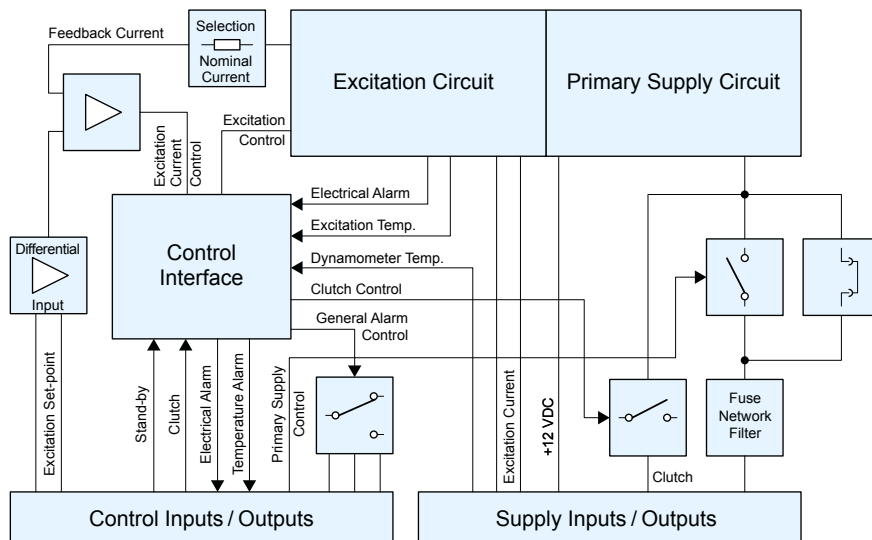 Feedback Current
Selection
Nominal
Current
Excitation Circuit
Primary Supply Circuit
Excitation
Control
Excitation
Current
Control
Electrical Alarm
Excitation Temp.
Dynamometer Temp.
Clutch Control
General Alarm
Control
Control
Interface
Differential
Input
Excitation Set-point
Stand-by
Clutch
Electrical Alarm
Temperature Alarm
Primary Supply
Control
Excitation Current
+12 VDC
Fuse
Network
Filter
Clutch
Control Inputs / Outputs
Supply Inputs / Outputs